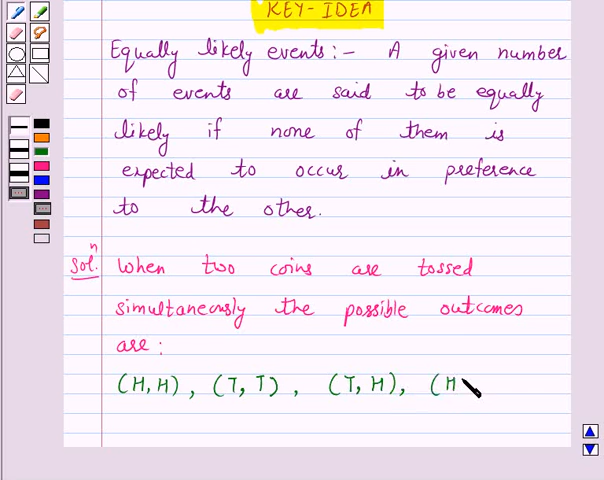 KEY-IDEA
Equally likely events:- A given number
of events are said to be equally
likely if none of them is
expected to occur in preference
to the other.
Solⁿ. When two coins are tossed
simultaneously the possible outcomes
are:
(H, H), (T, T), (T, H), (H